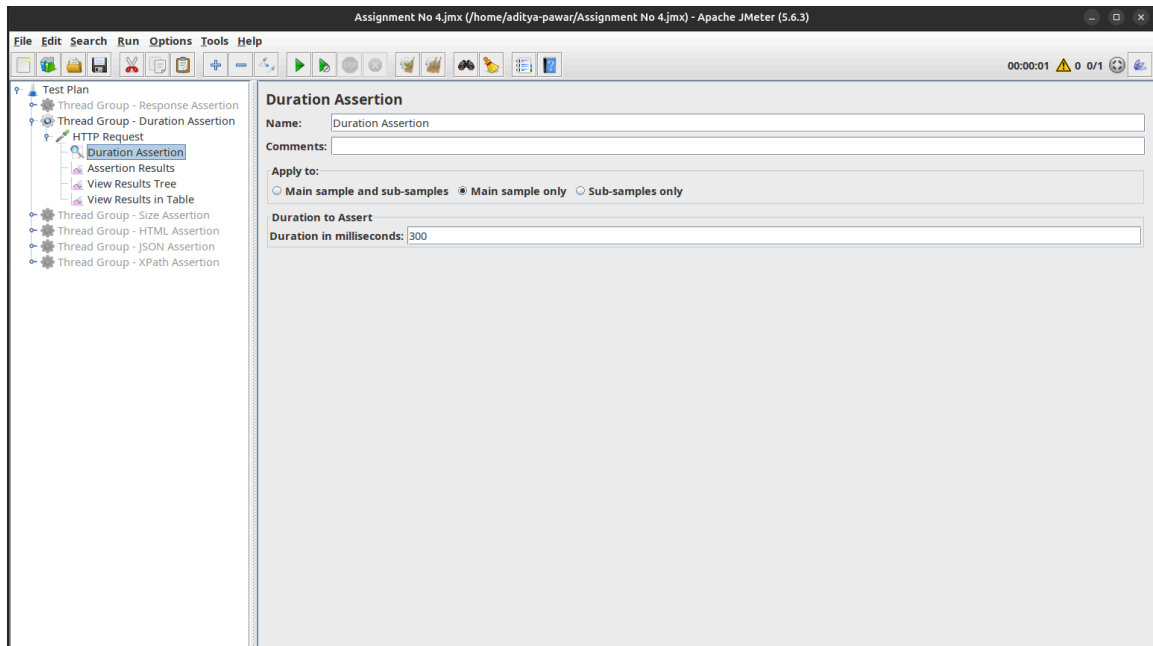 Assignment No 4.jmx (/home/aditya-pawar/Assignment No 4.jmx) - Apache JMeter (5.6.3)
File Edit Search Run Options Tools Help
00:00:01 0 0/1
Test Plan
Thread Group - Response Assertion
Thread Group - Duration Assertion
HTTP Request
Duration Assertion
Assertion Results
View Results Tree
View Results in Table
Thread Group - Size Assertion
Thread Group - HTML Assertion
Thread Group - JSON Assertion
Thread Group - XPath Assertion
Duration Assertion
Name: Duration Assertion
Comments:
Apply to:
Main sample and sub-samples Main sample only Sub-samples only
Duration to Assert
Duration in milliseconds: 300